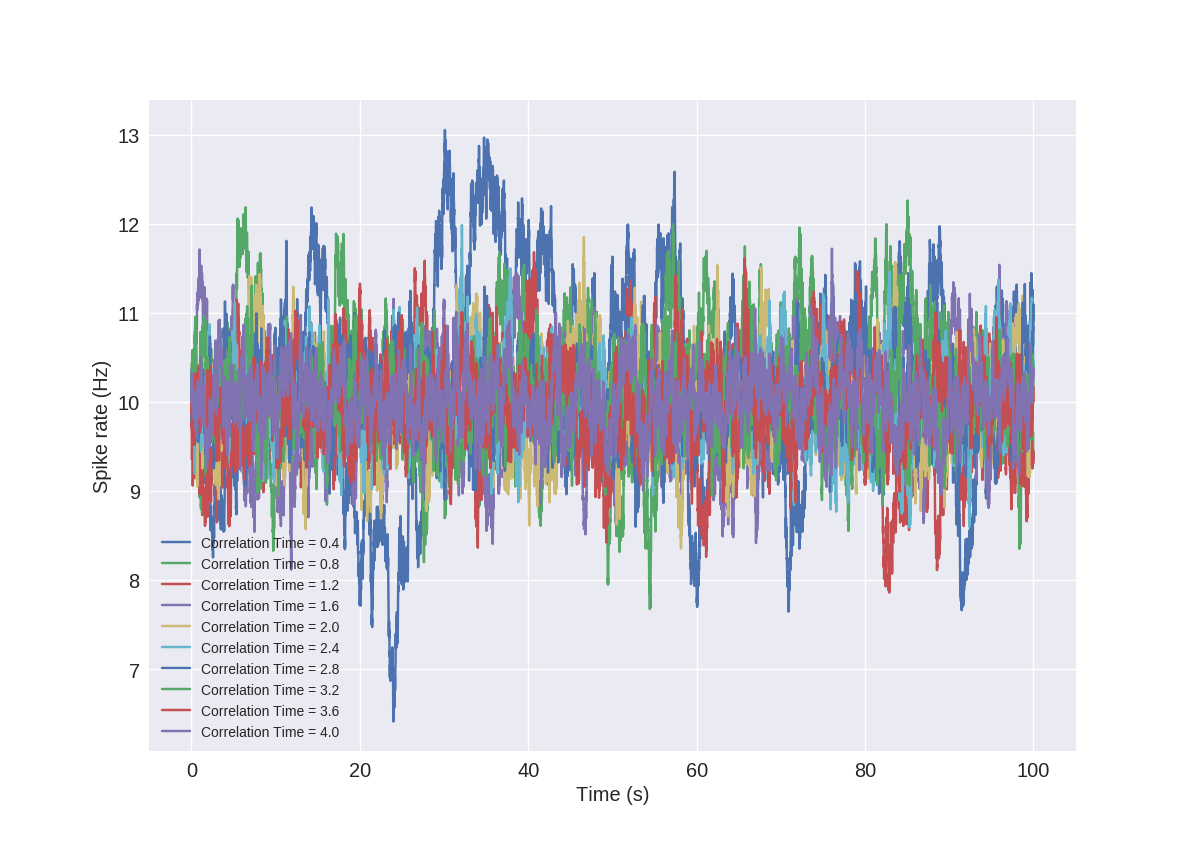 13
12
11
10
9
8
7
Spike rate (Hz)
Correlation Time = 0.4
Correlation Time = 0.8
Correlation Time = 1.2
Correlation Time = 1.6
Correlation Time = 2.0
Correlation Time = 2.4
Correlation Time = 2.8
Correlation Time = 3.2
Correlation Time = 3.6
Correlation Time = 4.0
0 20 40 60 80 100
Time (s)